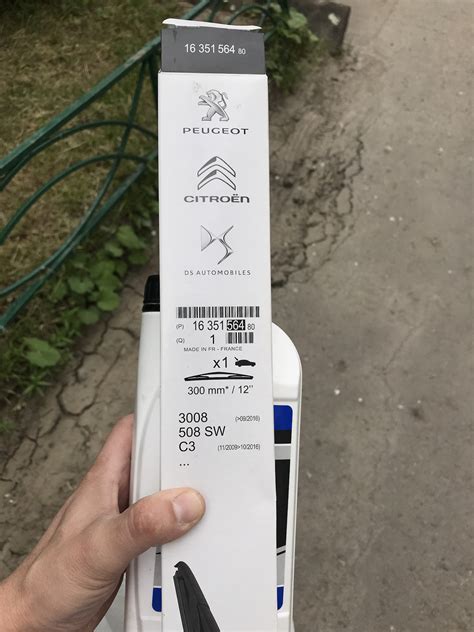 16 351 564 80
PEUGEOT
CITROËN
DS AUTOMOBILES
(P) 16 351 564 80
(Q) 1
MADE IN FR - FRANCE
x1
300 mm* / 12''
3008 (>09/2016)
508 SW
C3 (11/2009>10/2016)
...